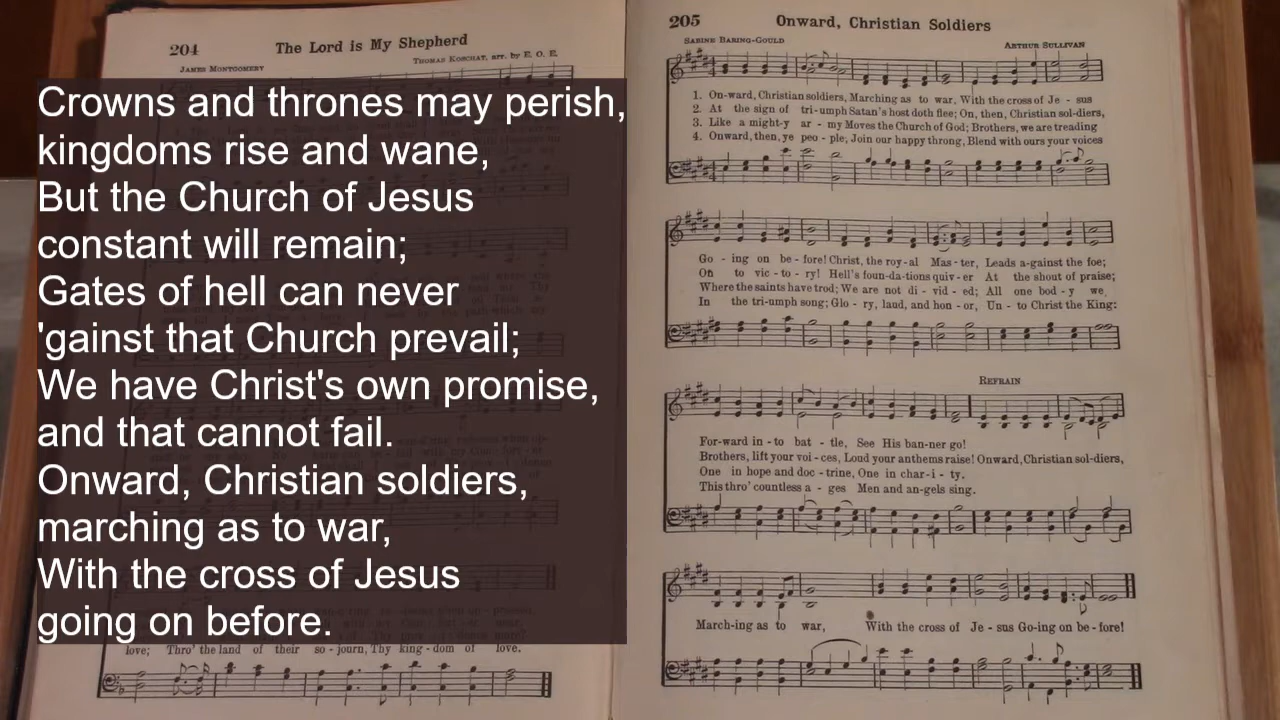 204
The Lord is My Shepherd
James Montgomery
Thomas Koschat, arr. by E. O. E.
Crowns and thrones may perish,
kingdoms rise and wane,
But the Church of Jesus
constant will remain;
Gates of hell can never
'gainst that Church prevail;
We have Christ's own promise,
and that cannot fail.
Onward, Christian soldiers,
marching as to war,
With the cross of Jesus
going on before.
love; Thro' the land of their so - journ, Thy king - dom of love.
205
Onward, Christian Soldiers
Sabine Baring-Gould
Arthur Sullivan
1. On-ward, Christian soldiers, Marching as to war, With the cross of Je - sus
2. At the sign of tri-umph Satan's host doth flee; On, then, Christian sol-diers,
3. Like a might-y ar - my Moves the Church of God; Brothers, we are treading
4. Onward, then, ye peo - ple, Join our happy throng, Blend with ours your voices
Go - ing on be - fore! Christ, the roy-al Mas - ter, Leads a-gainst the foe;
On to vic - to - ry! Hell's foun-da-tions quiv - er At the shout of praise;
Where the saints have trod; We are not di - vid - ed; All one bod - y we,
In the tri-umph song; Glo - ry, laud, and hon - or, Un - to Christ the King:
Refrain
For-ward in - to bat - tle, See His ban-ner go!
Brothers, lift your voi - ces, Loud your anthems raise! Onward, Christian sol-diers,
One in hope and doc - trine, One in char - i - ty.
This thro' countless a - ges Men and an-gels sing.
March-ing as to war, With the cross of Je - sus Go-ing on be - fore!